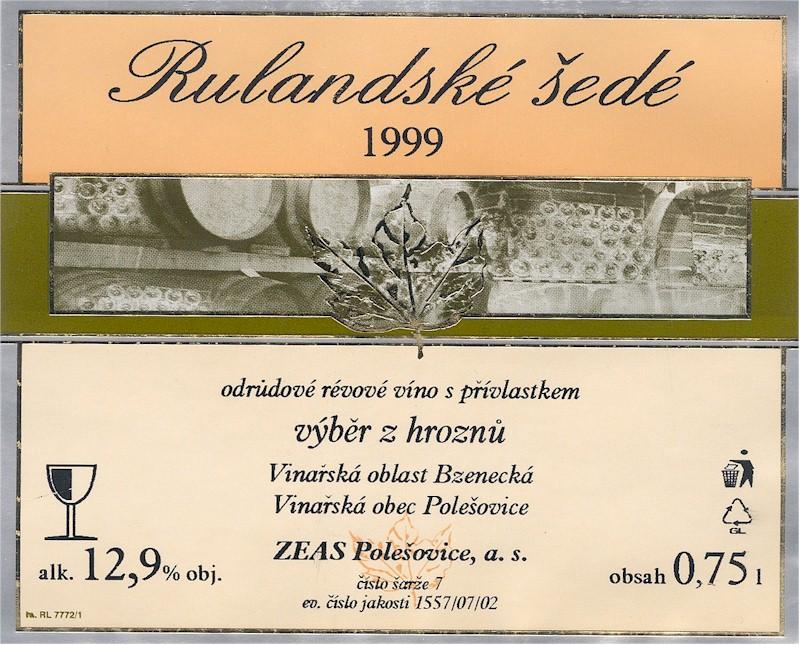 Rulandské šedé
1999
odrůdové révové víno s přívlastkem
výběr z hroznů
Vinařská oblast Bzenecká
Vinařská obec Polešovice
ZEAS Polešovice, a. s.
číslo šarže 7
ev. číslo jakosti 1557/07/02
alk. 12,9% obj.
obsah 0,75 l
GL
RL 7772/1